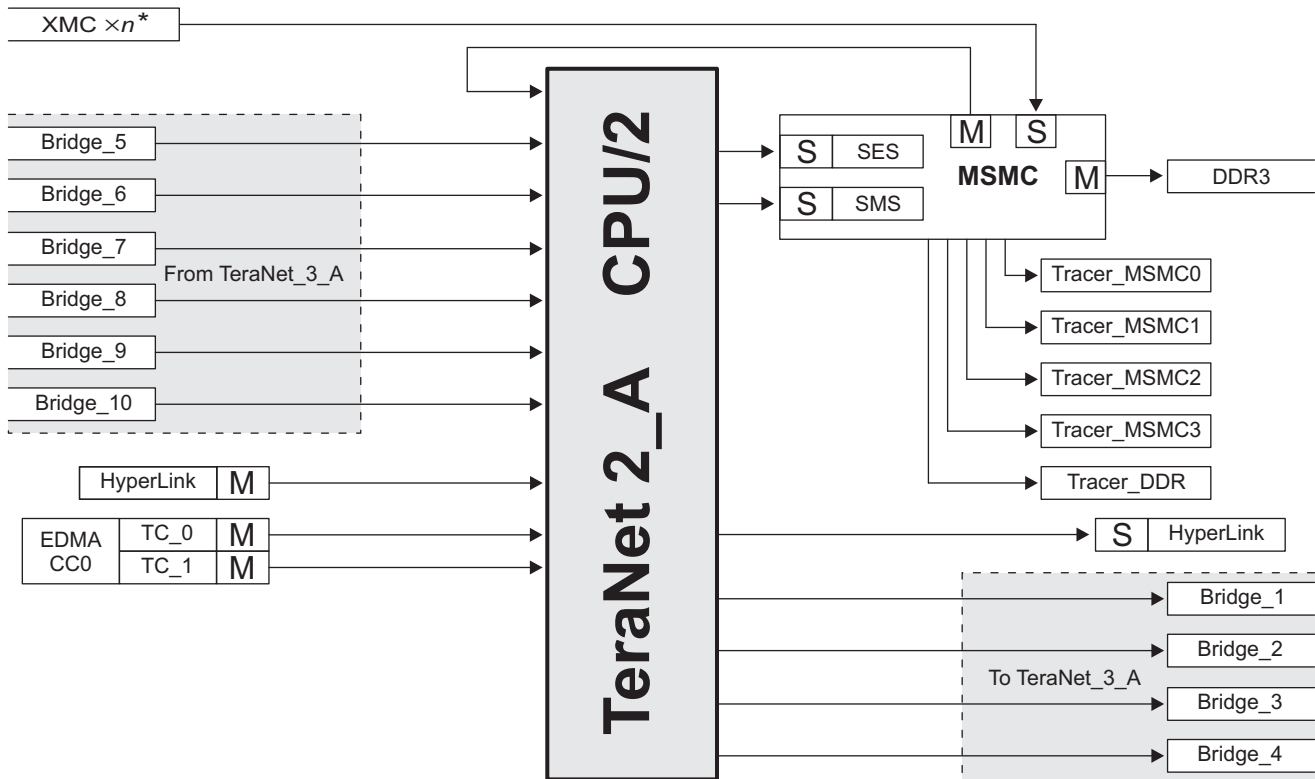 XMC ×n*
Bridge_5
Bridge_6
Bridge_7
From TeraNet_3_A
Bridge_8
Bridge_9
Bridge_10
HyperLink M
EDMA CC0
TC_0 M
TC_1 M
TeraNet 2_A CPU/2
S SES
S SMS
M
S
MSMC
M
DDR3
Tracer_MSMC0
Tracer_MSMC1
Tracer_MSMC2
Tracer_MSMC3
Tracer_DDR
S HyperLink
Bridge_1
Bridge_2
To TeraNet_3_A
Bridge_3
Bridge_4